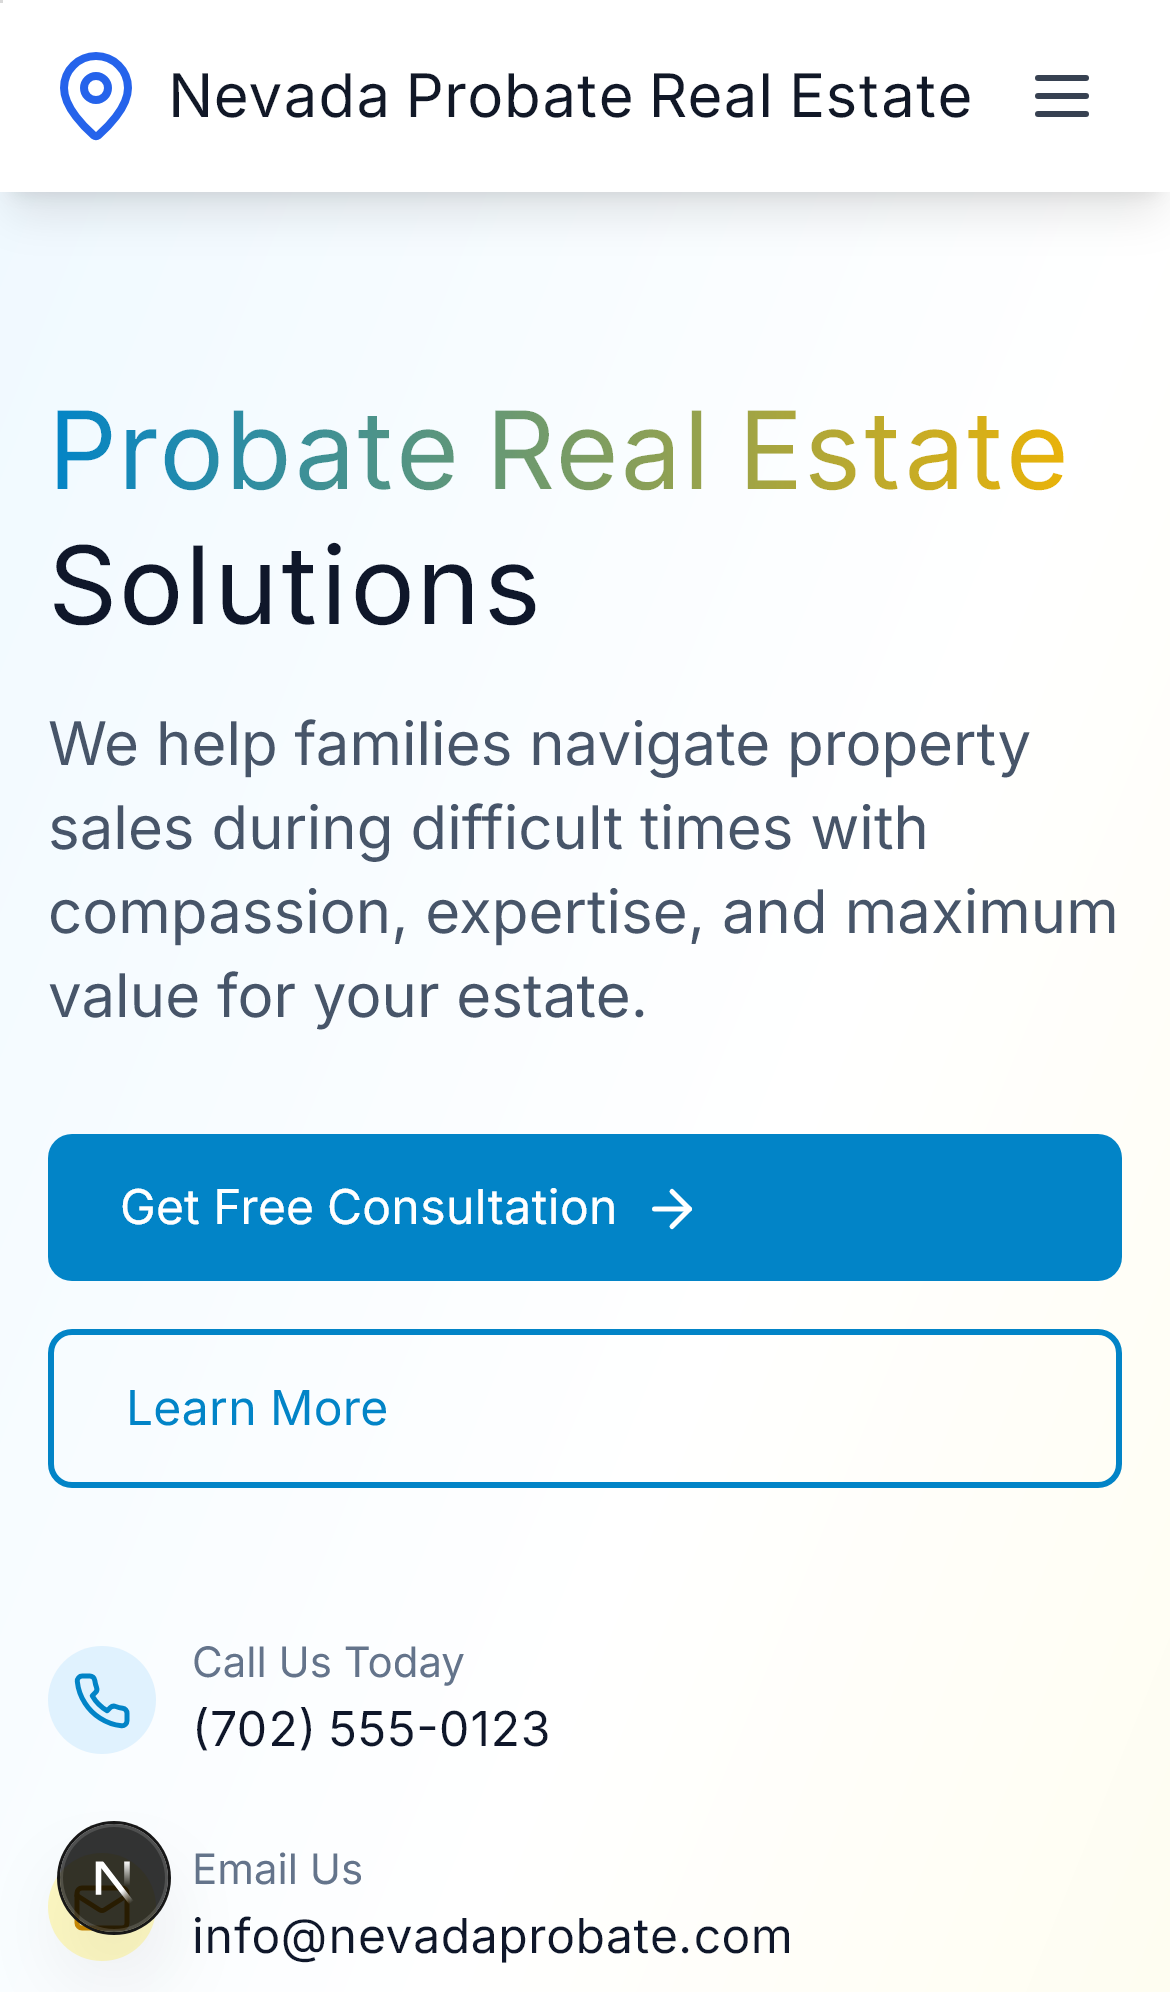 Nevada Probate Real Estate
Probate Real Estate
Solutions
We help families navigate property
sales during difficult times with
compassion, expertise, and maximum
value for your estate.
Get Free Consultation
Learn More
Call Us Today
(702) 555-0123
N
Email Us
info@nevadaprobate.com